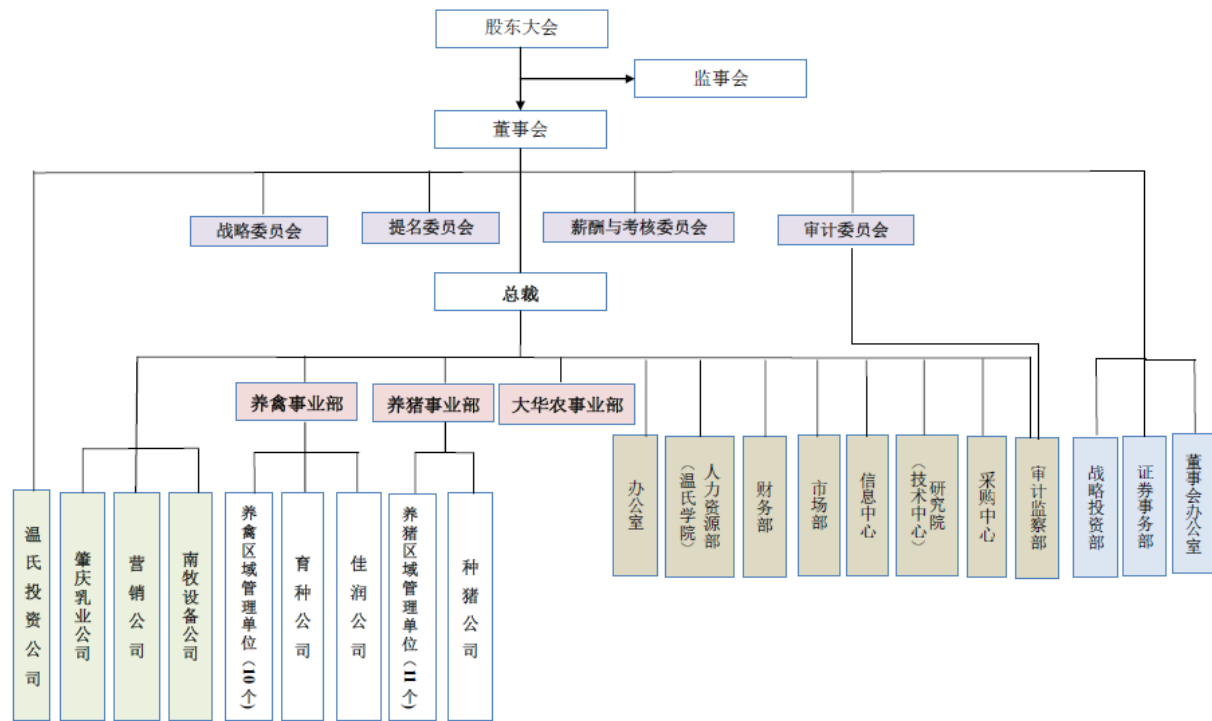 股东大会
监事会
董事会
战略委员会
提名委员会
薪酬与考核委员会
审计委员会
总裁
养禽事业部
养猪事业部
大华农事业部
温氏投资公司
肇庆乳业公司
营销公司
南牧设备公司
养禽区域管理单位（10个）
育种公司
佳润公司
养猪区域管理单位（11个）
种猪公司
办公室
人力资源部
（温氏学院）
财务部
市场部
信息中心
研究院
（技术中心）
采购中心
审计监察部
战略投资部
证券事务部
董事会办公室